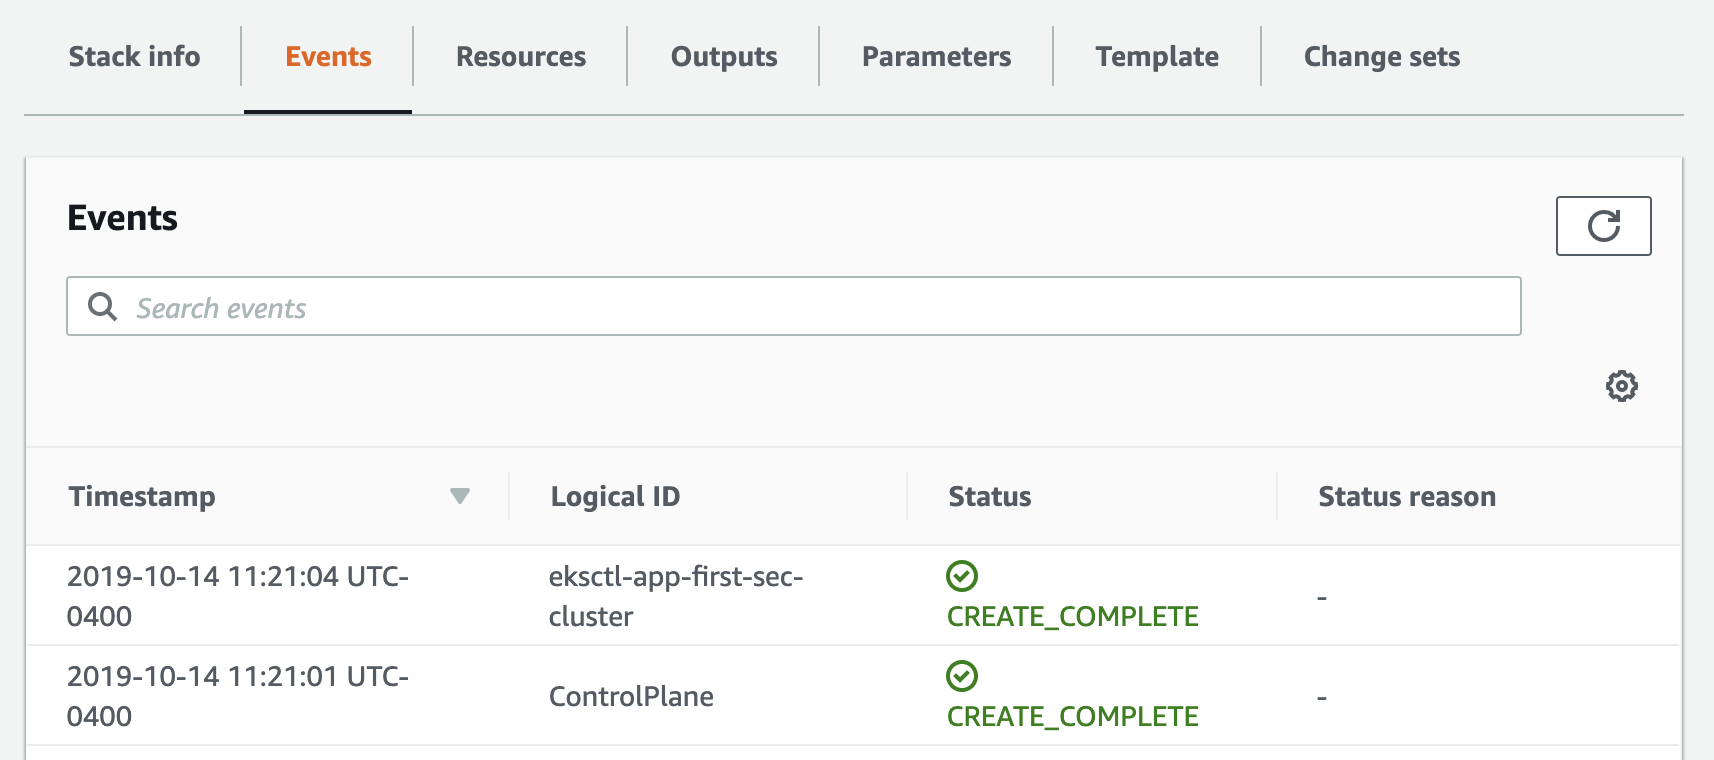 Stack info
Events
Resources
Outputs
Parameters
Template
Change sets
Events
Search events
Timestamp
Logical ID
Status
Status reason
2019-10-14 11:21:04 UTC-
0400
eksctl-app-first-sec-
cluster
CREATE_COMPLETE
-
2019-10-14 11:21:01 UTC-
0400
ControlPlane
CREATE_COMPLETE
-